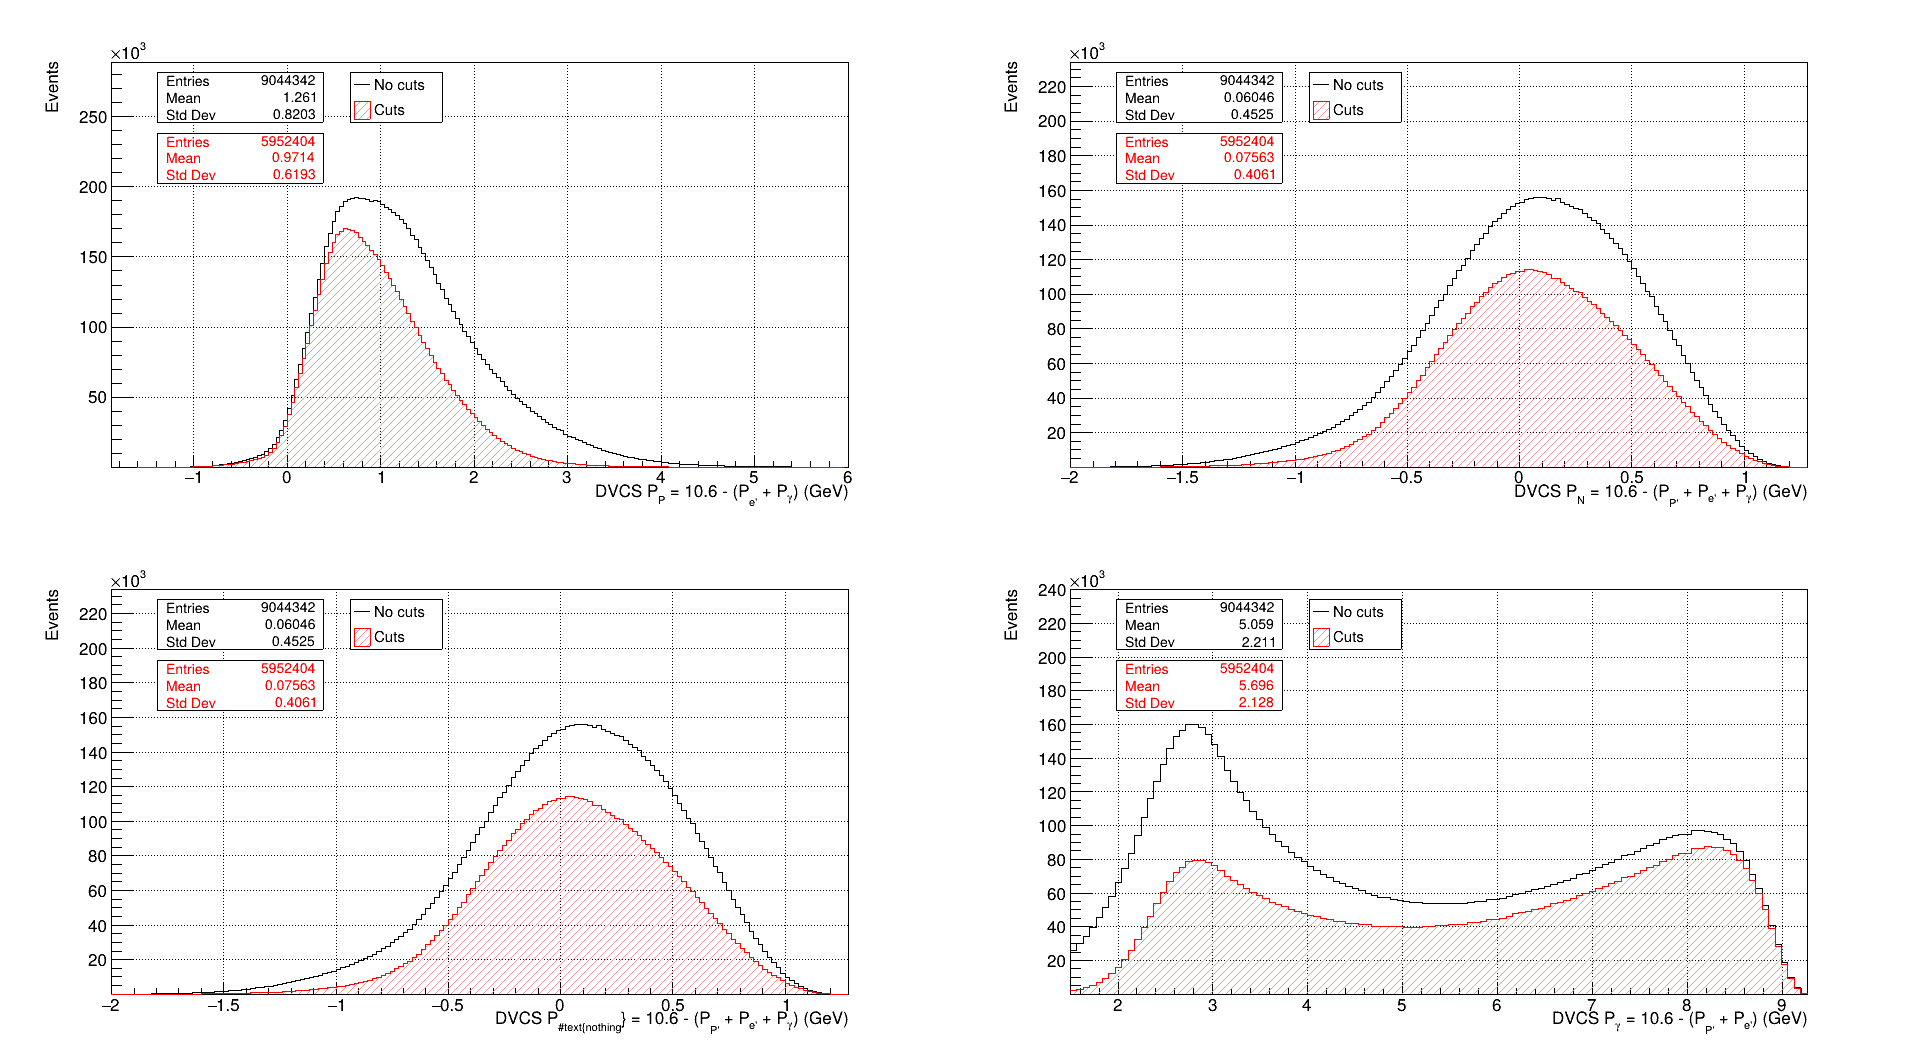 ×10³
Events
Entries 9044342
Mean 1.261
Std Dev 0.8203
Entries 5952404
Mean 0.9714
Std Dev 0.6193
No cuts
Cuts
250
200
150
100
50
−1 0 1 2 3 4 5 6
DVCS P_P = 10.6 - (P_e' + P_γ) (GeV)
×10³
Events
Entries 9044342
Mean 0.06046
Std Dev 0.4525
Entries 5952404
Mean 0.07563
Std Dev 0.4061
No cuts
Cuts
220
200
180
160
140
120
100
80
60
40
20
−2 −1.5 −1 −0.5 0 0.5 1
DVCS P_N = 10.6 - (P_P' + P_e' + P_γ) (GeV)
×10³
Events
Entries 9044342
Mean 0.06046
Std Dev 0.4525
Entries 5952404
Mean 0.07563
Std Dev 0.4061
No cuts
Cuts
220
200
180
160
140
120
100
80
60
40
20
−2 −1.5 −1 −0.5 0 0.5 1
DVCS P_#text{nothing} = 10.6 - (P_P' + P_e' + P_γ) (GeV)
×10³
Events
Entries 9044342
Mean 5.059
Std Dev 2.211
Entries 5952404
Mean 5.696
Std Dev 2.128
No cuts
Cuts
240
220
200
180
160
140
120
100
80
60
40
20
2 3 4 5 6 7 8 9
DVCS P_γ = 10.6 - (P_P' + P_e') (GeV)